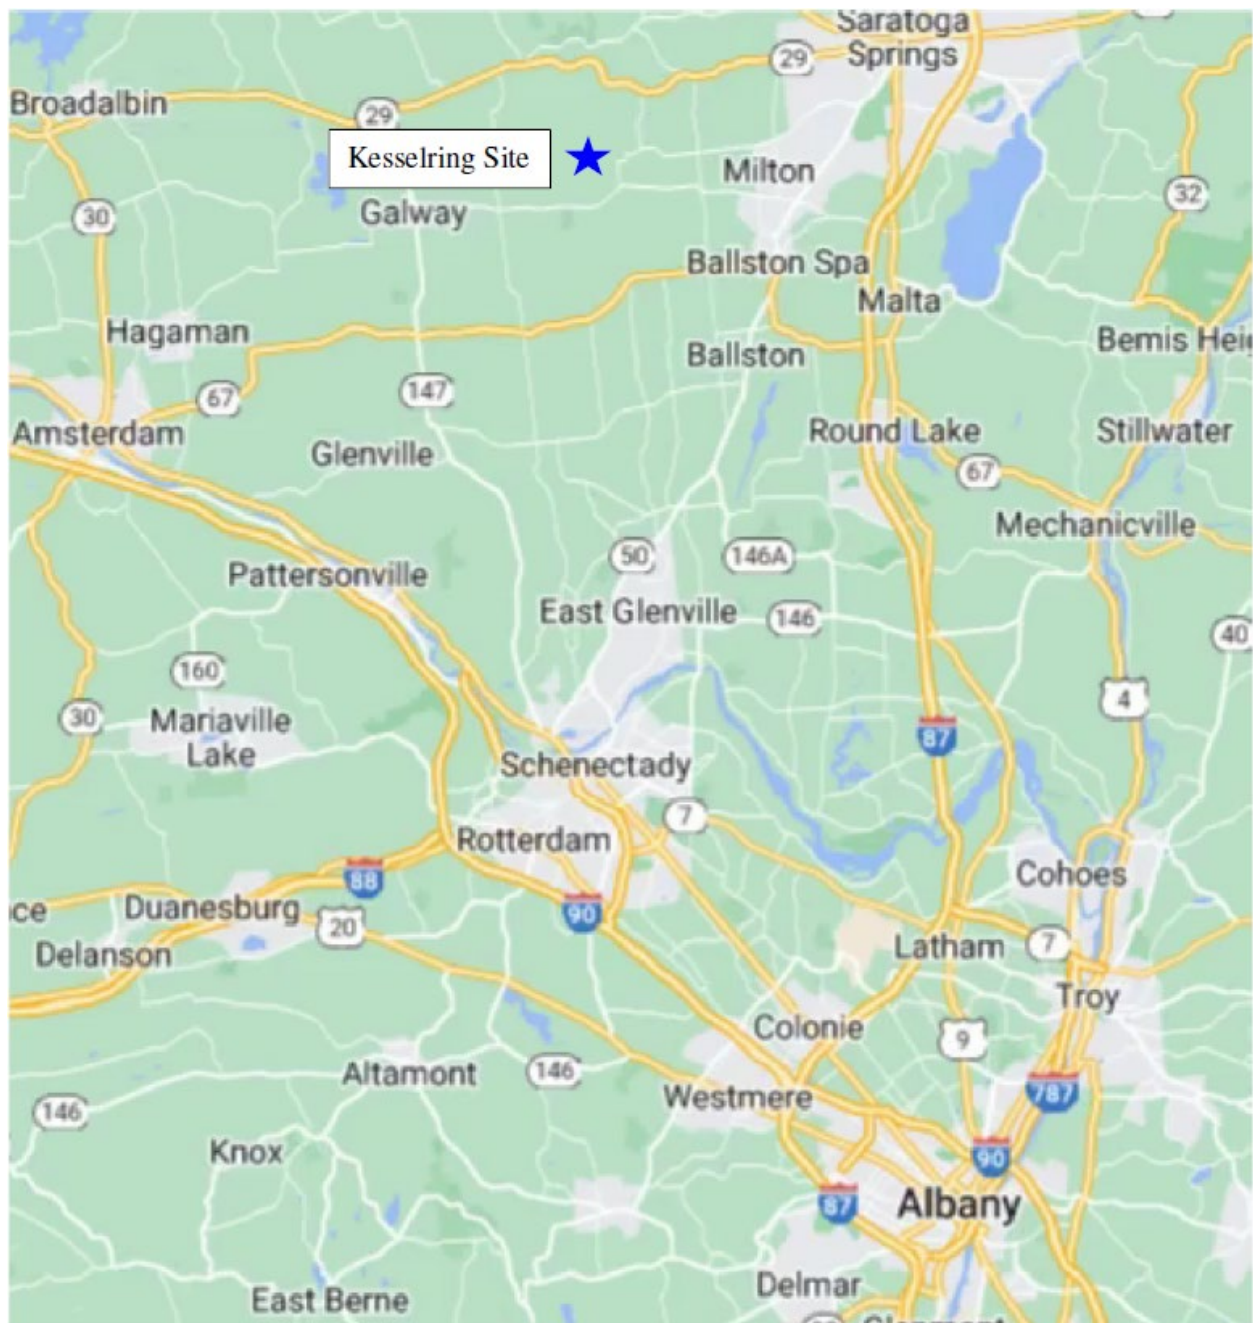 Saratoga
Springs
29
Broadalbin
29
Kesselring Site
Milton
32
30
Galway
Ballston Spa
Malta
Hagaman
Bemis Hei
Ballston
147
67
Amsterdam
Round Lake
Stillwater
Glenville
67
Mechanicville
50
146A
Pattersonville
East Glenville
146
40
160
4
30
Mariaville
Lake
87
Schenectady
7
Rotterdam
Cohoes
88
ce
Duanesburg
90
20
Latham
7
Delanson
Troy
Colonie
9
Altamont
146
787
Westmere
146
Knox
90
87
Albany
Delmar
East Berne